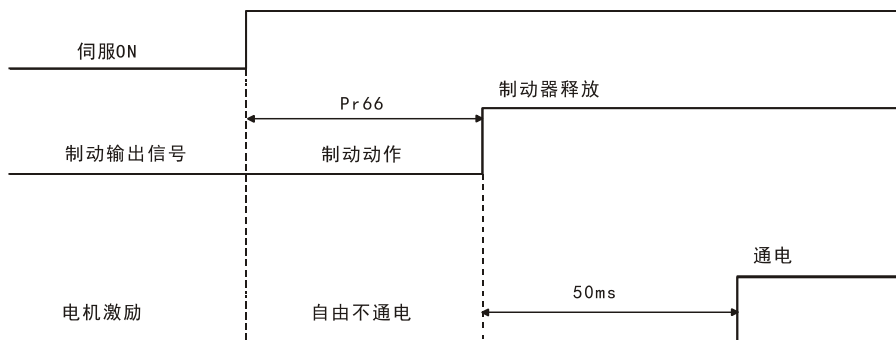 伺服ON
制动器释放
Pr66
制动输出信号
制动动作
通电
50ms
电机激励
自由不通电